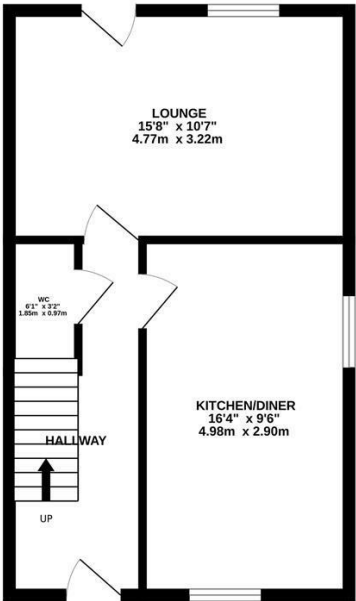 LOUNGE
15'8" x 10'7"
4.77m x 3.22m
WC
6'1" x 3'2"
1.85m x 0.97m
KITCHEN/DINER
16'4" x 9'6"
4.98m x 2.90m
HALLWAY
UP